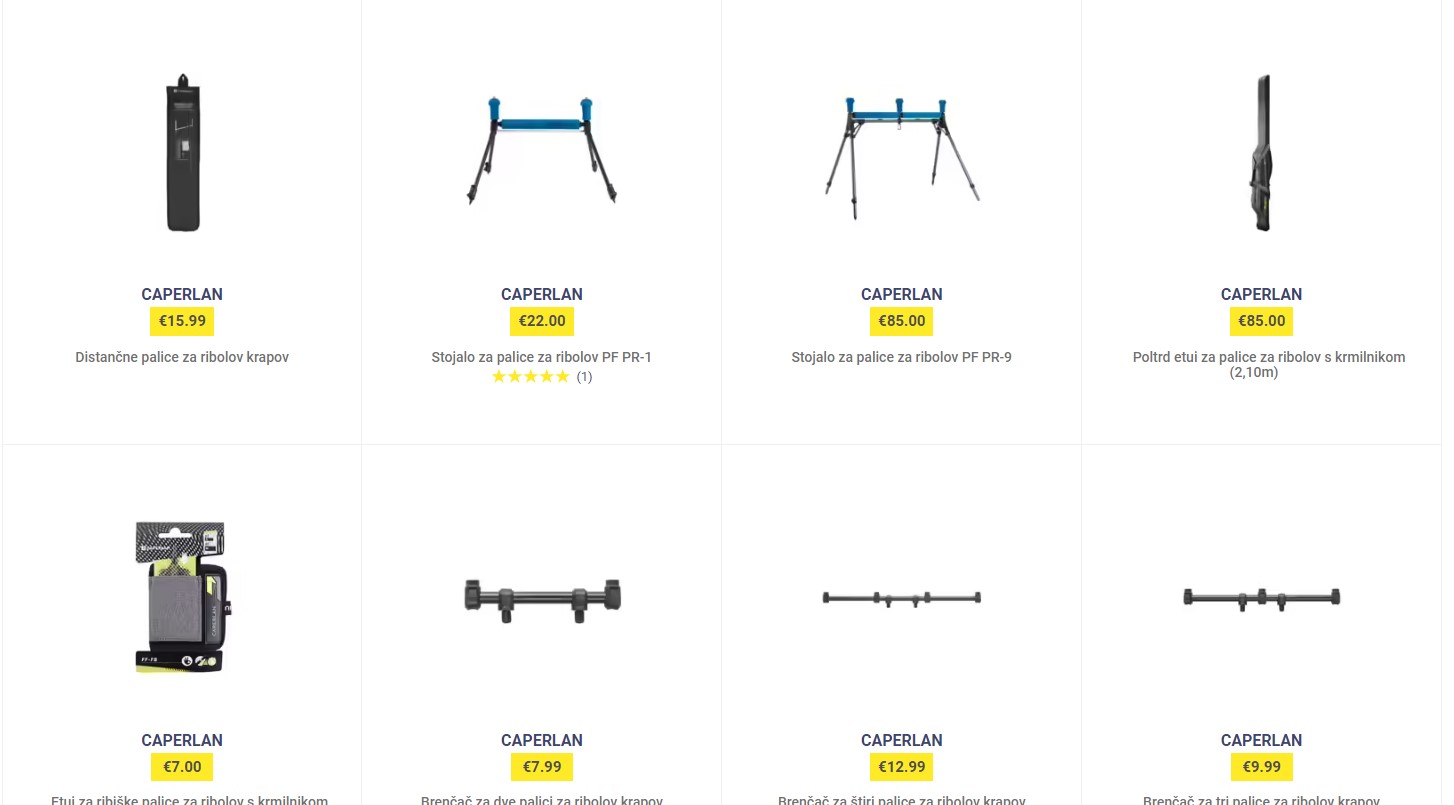 CAPERLAN
€15.99
Distančne palice za ribolov krapov
CAPERLAN
€22.00
Stojalo za palice za ribolov PF PR-1
(1)
CAPERLAN
€85.00
Stojalo za palice za ribolov PF PR-9
CAPERLAN
€85.00
Poltrd etui za palice za ribolov s krmilnikom
(2,10m)
CAPERLAN
FF-FB
CAPERLAN
€7.00
Etui za ribiške palice za ribolov s krmilnikom
CAPERLAN
€7.99
Brenčač za dve palici za ribolov krapov
CAPERLAN
€12.99
Brenčač za štiri palice za ribolov krapov
CAPERLAN
€9.99
Brenčač za tri palice za ribolov krapov